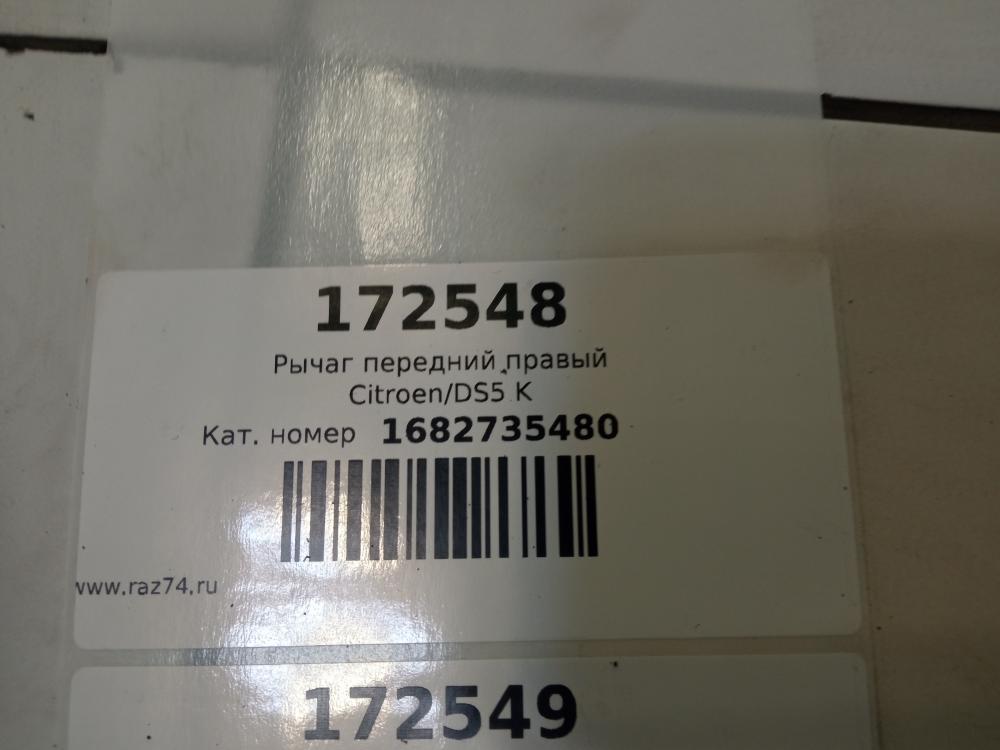 172548
Рычаг передний правый
Citroen/DS5 K
Кат. номер 1682735480
www.raz74.ru
172549